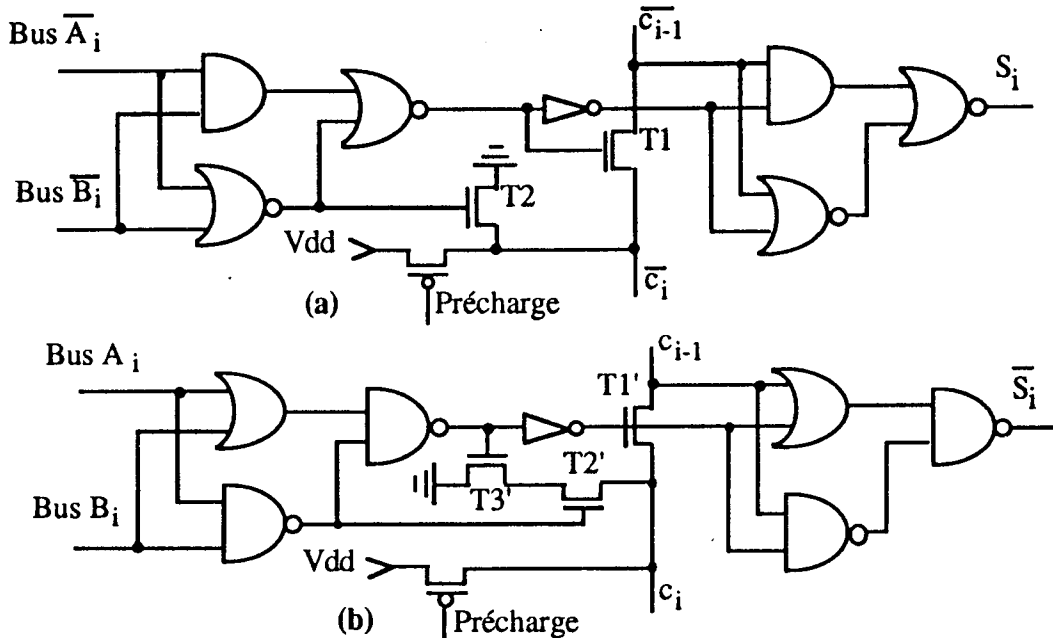 Bus A̅ᵢ
c̅ᵢ₋₁
Sᵢ
T1
Bus B̅ᵢ
T2
Vdd
c̅ᵢ
(a)
Précharge
Bus Aᵢ
cᵢ₋₁
T1'
S̅ᵢ
T2'
T3'
Bus Bᵢ
Vdd
cᵢ
(b)
Précharge